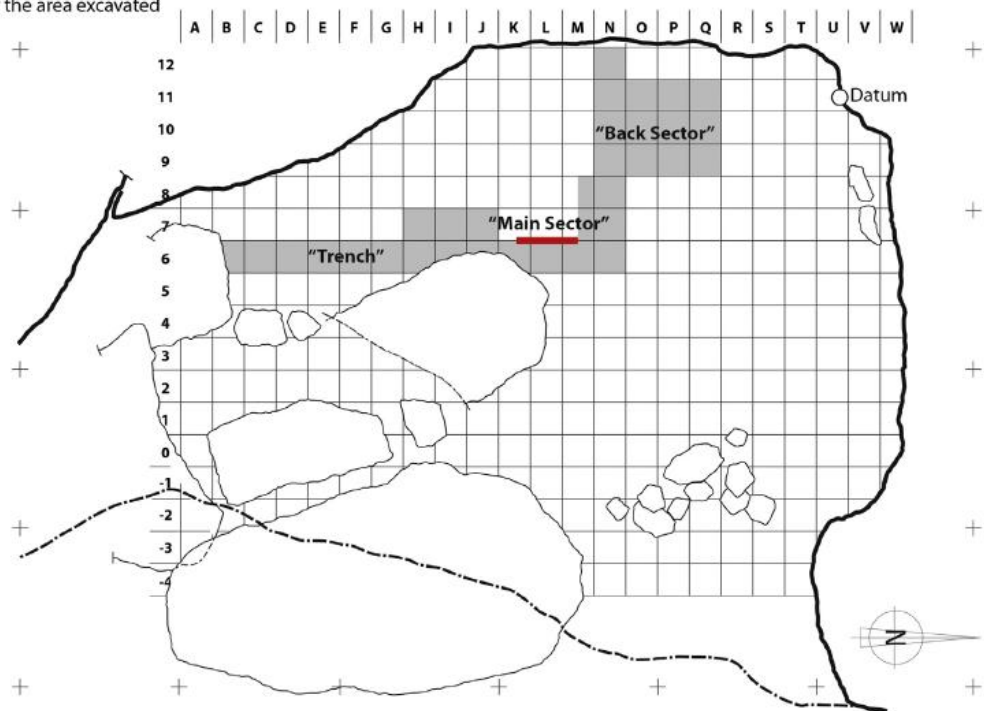 the area excavated
A B C D E F G H I J K L M N O P Q R S T U V W
12
11
Datum
10
"Back Sector"
9
8
7
"Main Sector"
6
"Trench"
5
4
3
2
1
0
-1
-2
-3
-4
N